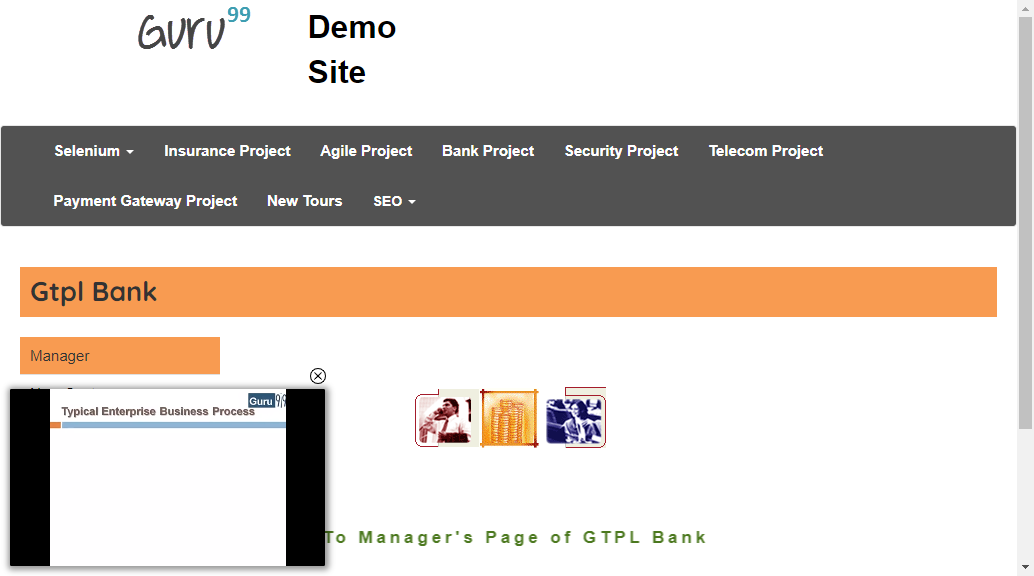 Guru99
Demo
Site
Selenium
Insurance Project
Agile Project
Bank Project
Security Project
Telecom Project
Payment Gateway Project
New Tours
SEO
Gtpl Bank
Manager
Guru99
Typical Enterprise Business Process
To Manager's Page of GTPL Bank